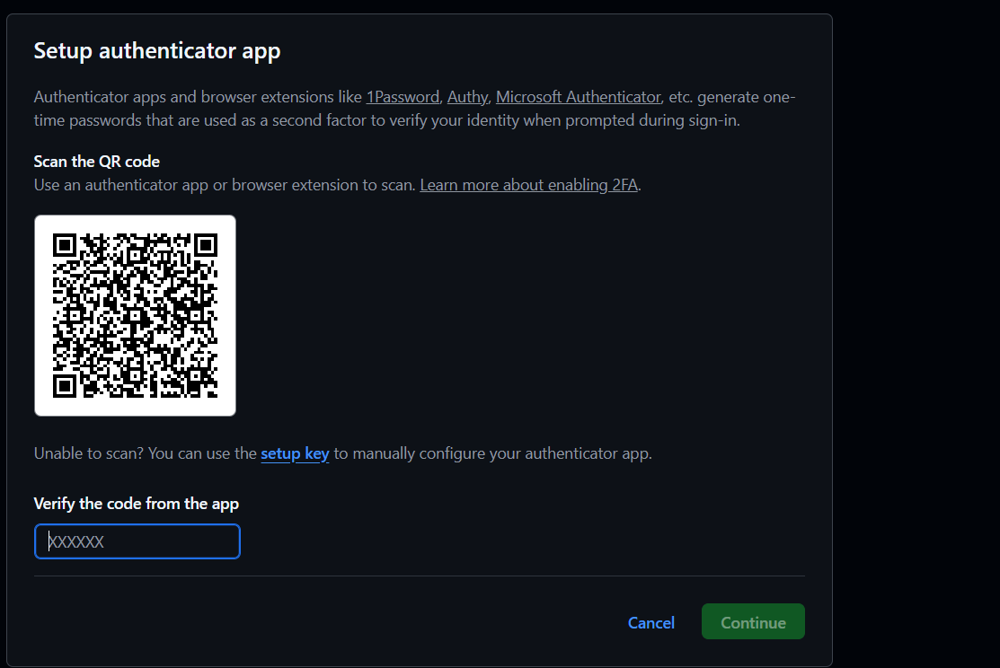 Setup authenticator app
Authenticator apps and browser extensions like 1Password, Authy, Microsoft Authenticator, etc. generate one-
time passwords that are used as a second factor to verify your identity when prompted during sign-in.
Scan the QR code
Use an authenticator app or browser extension to scan. Learn more about enabling 2FA.
Unable to scan? You can use the setup key to manually configure your authenticator app.
Verify the code from the app
XXXXXX
Cancel
Continue